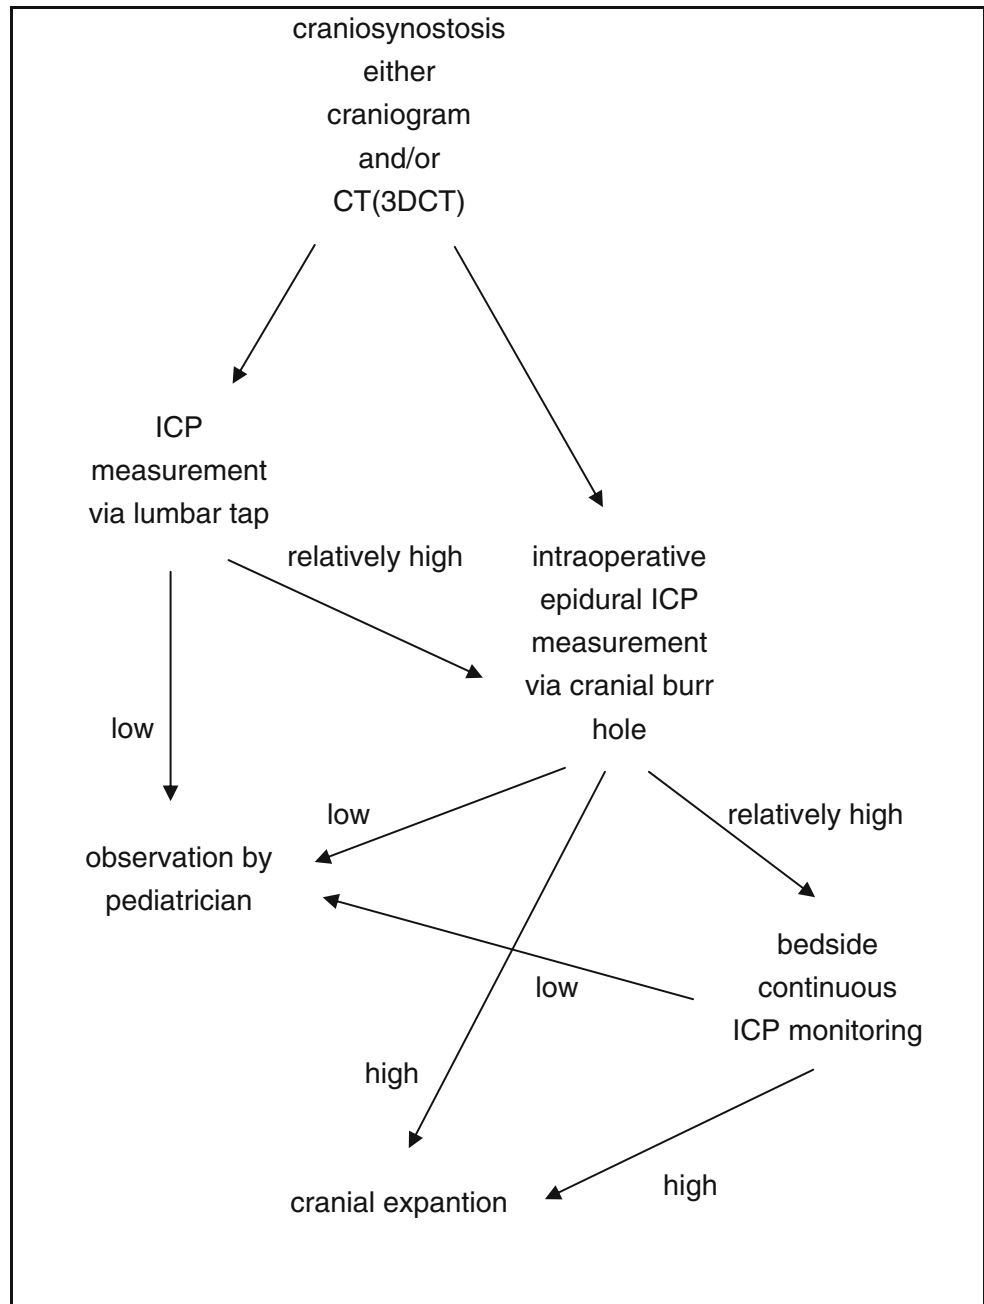 craniosynostosis
either
craniogram
and/or
CT(3DCT)
ICP
measurement
via lumbar tap
relatively high
intraoperative
epidural ICP
measurement
via cranial burr
hole
low
low
relatively high
observation by
pediatrician
bedside
continuous
ICP monitoring
low
high
high
cranial expantion